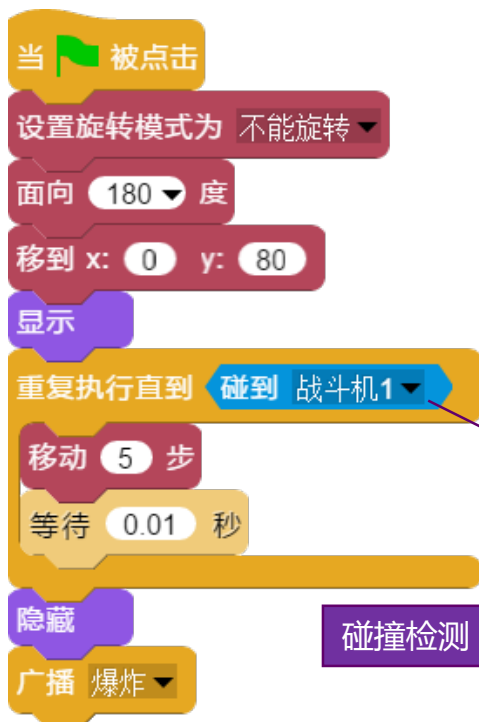 当 被点击
设置旋转模式为 不能旋转
面向 180 度
移到 x: 0 y: 80
显示
重复执行直到 碰到 战斗机1
移动 5 步
等待 0.01 秒
隐藏
碰撞检测
广播 爆炸